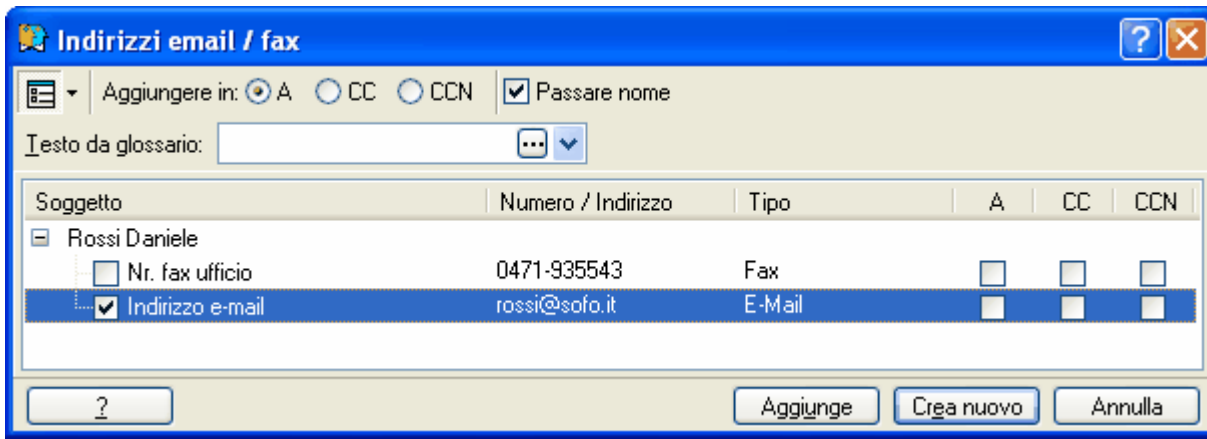 Indirizzi email / fax
Aggiungere in: A CC CCN Passare nome
Testo da glossario:
Soggetto Numero / Indirizzo Tipo A CC CCN
Rossi Daniele
Nr. fax ufficio 0471-935543 Fax
Indirizzo e-mail rossi@sofo.it E-Mail
? Aggiunge Crea nuovo Annulla